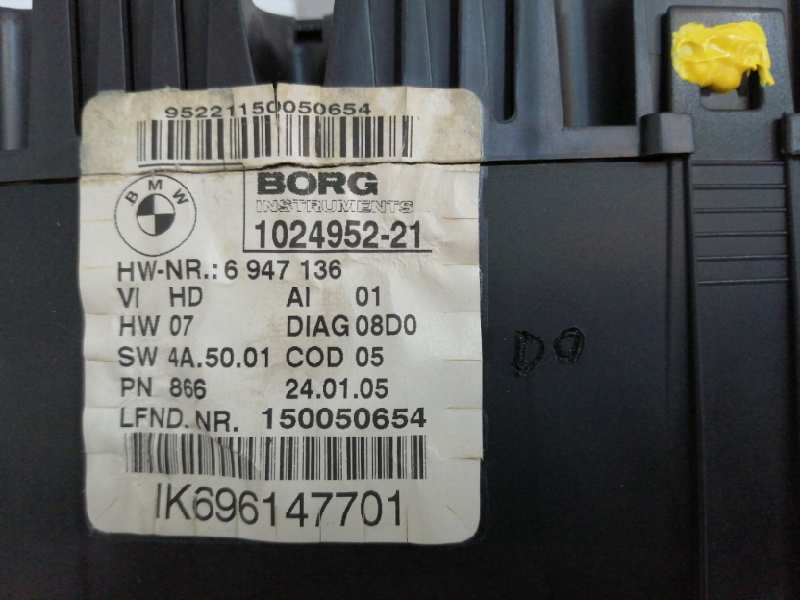 95221150050654
BMW
BORG
INSTRUMENTS
1024952-21
HW-NR.: 6 947 136
VI HD AI 01
HW 07 DIAG 08D0
SW 4A.50.01 COD 05
PN 866 24.01.05
LFND. NR. 150050654
IK696147701
DO